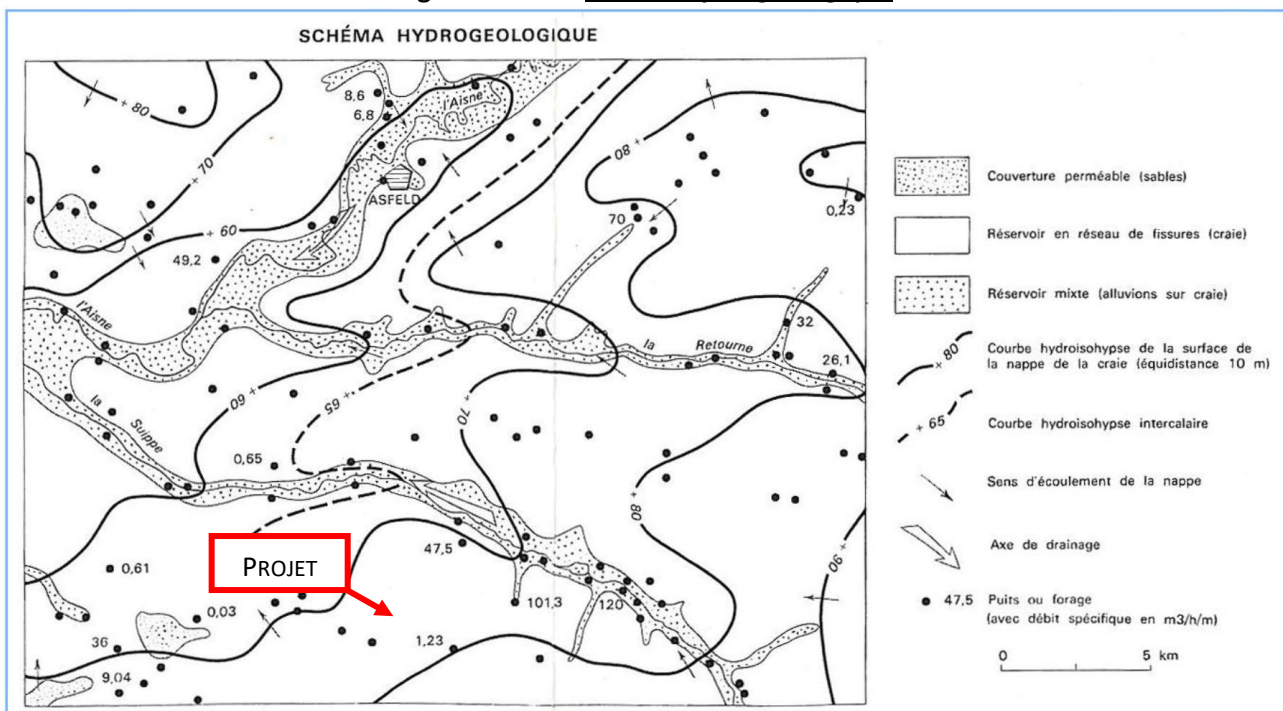 SCHÉMA HYDROGEOLOGIQUE
+ 80
8,6
6,8
l'Aisne
+ 70
ASFELD
+ 80
70
0,23
+ 60
49,2
l'Aisne
la Retourne
32
26,1
+ 60
+ 65
+ 70
la Suippe
0,65
+ 80
+ 90
47,5
PROJET
0,61
0,03
101,3
120
1,23
36
9,04
Couverture perméable (sables)
Réservoir en réseau de fissures (craie)
Réservoir mixte (alluvions sur craie)
+ 80
Courbe hydroisohypse de la surface de
la nappe de la craie (équidistance 10 m)
+ 65
Courbe hydroisohypse intercalaire
Sens d'écoulement de la nappe
Axe de drainage
47,5 Puits ou forage
(avec débit spécifique en m3/h/m)
0 5 km